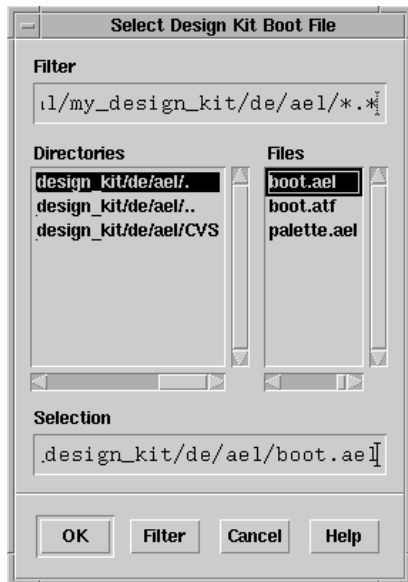 Select Design Kit Boot File
Filter
l/my_design_kit/de/ael/*.*
Directories
design_kit/de/ael/.
design_kit/de/ael/..
design_kit/de/ael/CVS
Files
boot.ael
boot.atf
palette.ael
Selection
design_kit/de/ael/boot.ael
OK Filter Cancel Help